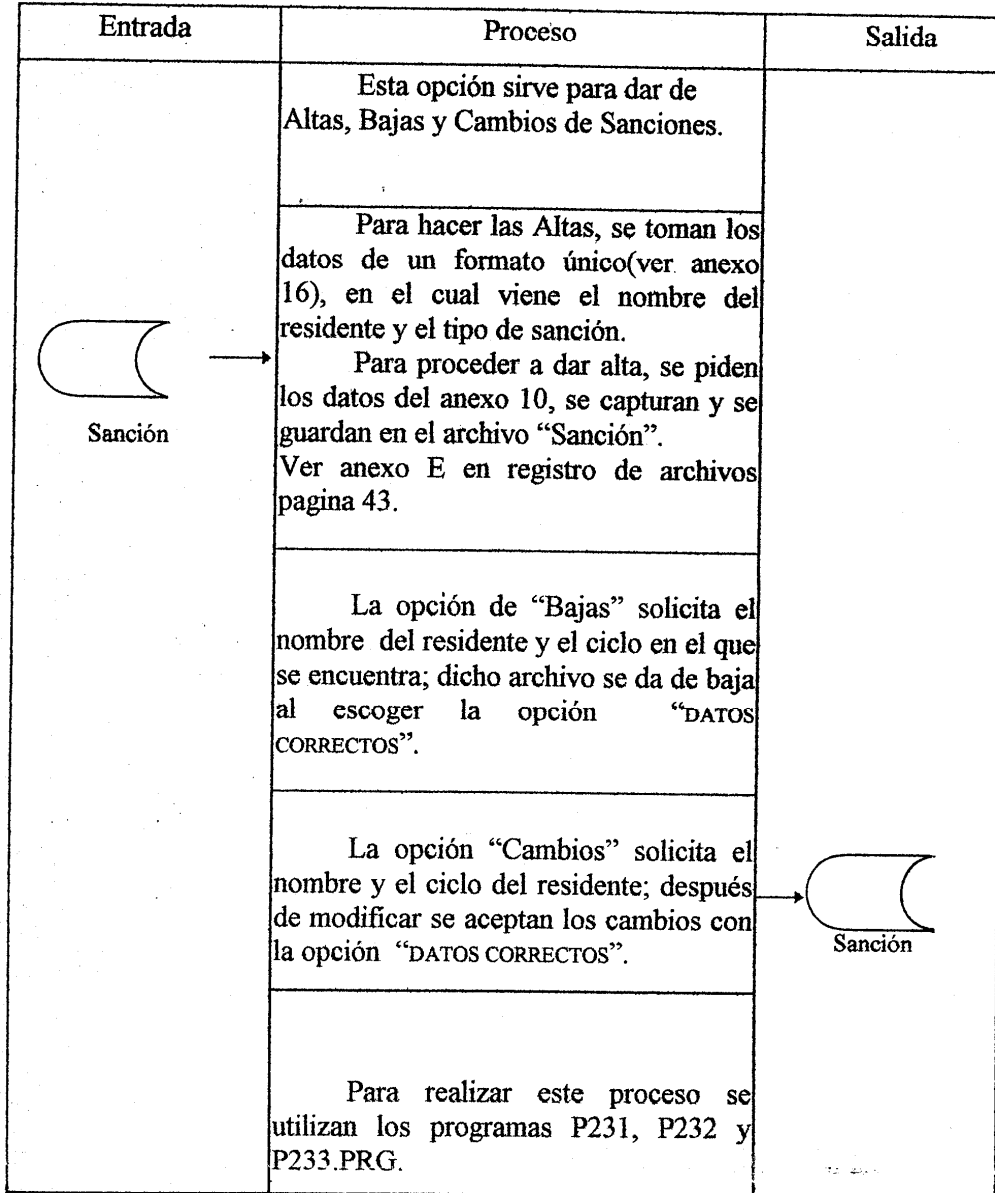 Entrada
Proceso
Salida
Esta opción sirve para dar de
Altas, Bajas y Cambios de Sanciones.
Para hacer las Altas, se toman los
datos de un formato único(ver anexo
16), en el cual viene el nombre del
residente y el tipo de sanción.
Para proceder a dar alta, se piden
los datos del anexo 10, se capturan y se
guardan en el archivo “Sanción”.
Ver anexo E en registro de archivos
pagina 43.
Sanción
La opción de “Bajas” solicita el
nombre del residente y el ciclo en el que
se encuentra; dicho archivo se da de baja
al escoger la opción “DATOS
CORRECTOS”.
La opción “Cambios” solicita el
nombre y el ciclo del residente; después
de modificar se aceptan los cambios con
la opción “DATOS CORRECTOS”.
Sanción
Para realizar este proceso se
utilizan los programas P231, P232 y
P233.PRG.